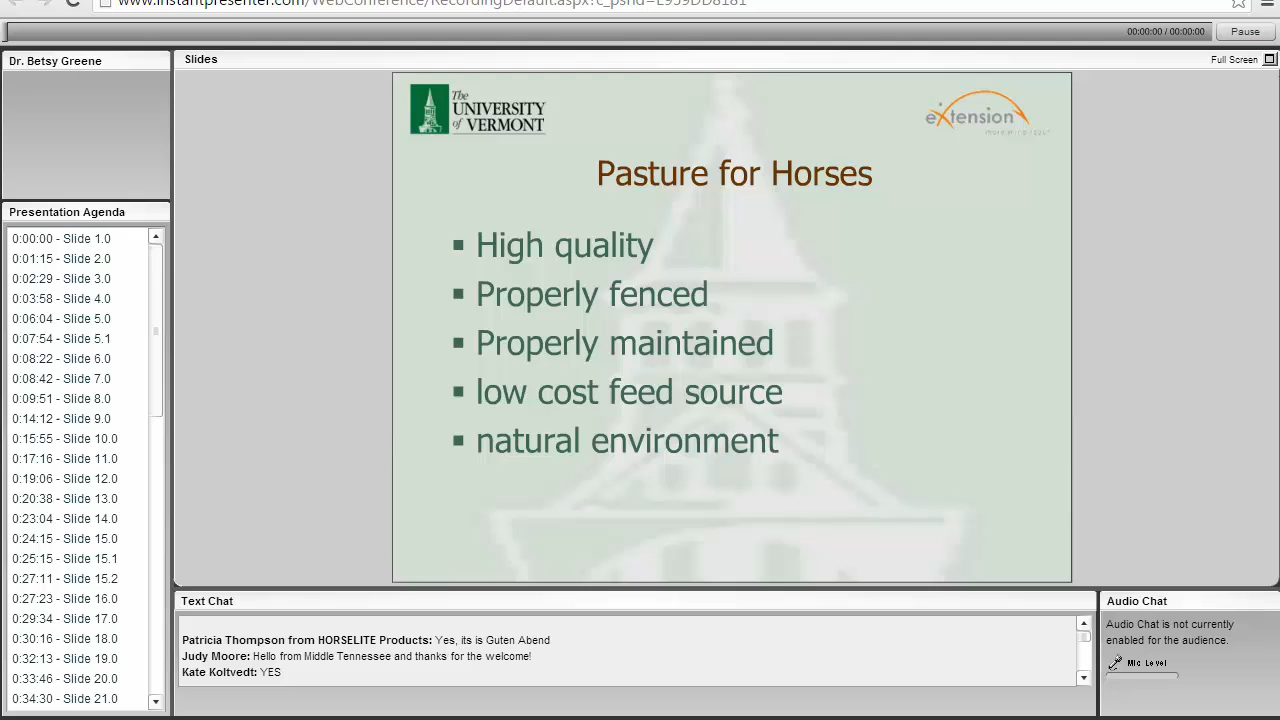 www.instantpresenter.com/WebConference/RecordingDefault.aspx?c_psrid=E959DD8181
00:00:00 / 00:00:00
Pause
Dr. Betsy Greene
Slides
Full Screen
The
UNIVERSITY
of VERMONT
eXtension
Pasture for Horses
▪ High quality
▪ Properly fenced
▪ Properly maintained
▪ low cost feed source
▪ natural environment
Presentation Agenda
0:00:00 - Slide 1.0
0:01:15 - Slide 2.0
0:02:29 - Slide 3.0
0:03:58 - Slide 4.0
0:06:04 - Slide 5.0
0:07:54 - Slide 5.1
0:08:22 - Slide 6.0
0:08:42 - Slide 7.0
0:09:51 - Slide 8.0
0:14:12 - Slide 9.0
0:15:55 - Slide 10.0
0:17:16 - Slide 11.0
0:19:06 - Slide 12.0
0:20:38 - Slide 13.0
0:23:04 - Slide 14.0
0:24:15 - Slide 15.0
0:25:15 - Slide 15.1
0:27:11 - Slide 15.2
0:27:23 - Slide 16.0
0:29:34 - Slide 17.0
0:30:16 - Slide 18.0
0:32:13 - Slide 19.0
0:33:46 - Slide 20.0
0:34:30 - Slide 21.0
Text Chat
Patricia Thompson from HORSELITE Products: Yes, its is Guten Abend
Judy Moore: Hello from Middle Tennessee and thanks for the welcome!
Kate Koltvedt: YES
Audio Chat
Audio Chat is not currently
enabled for the audience.
Mic Level